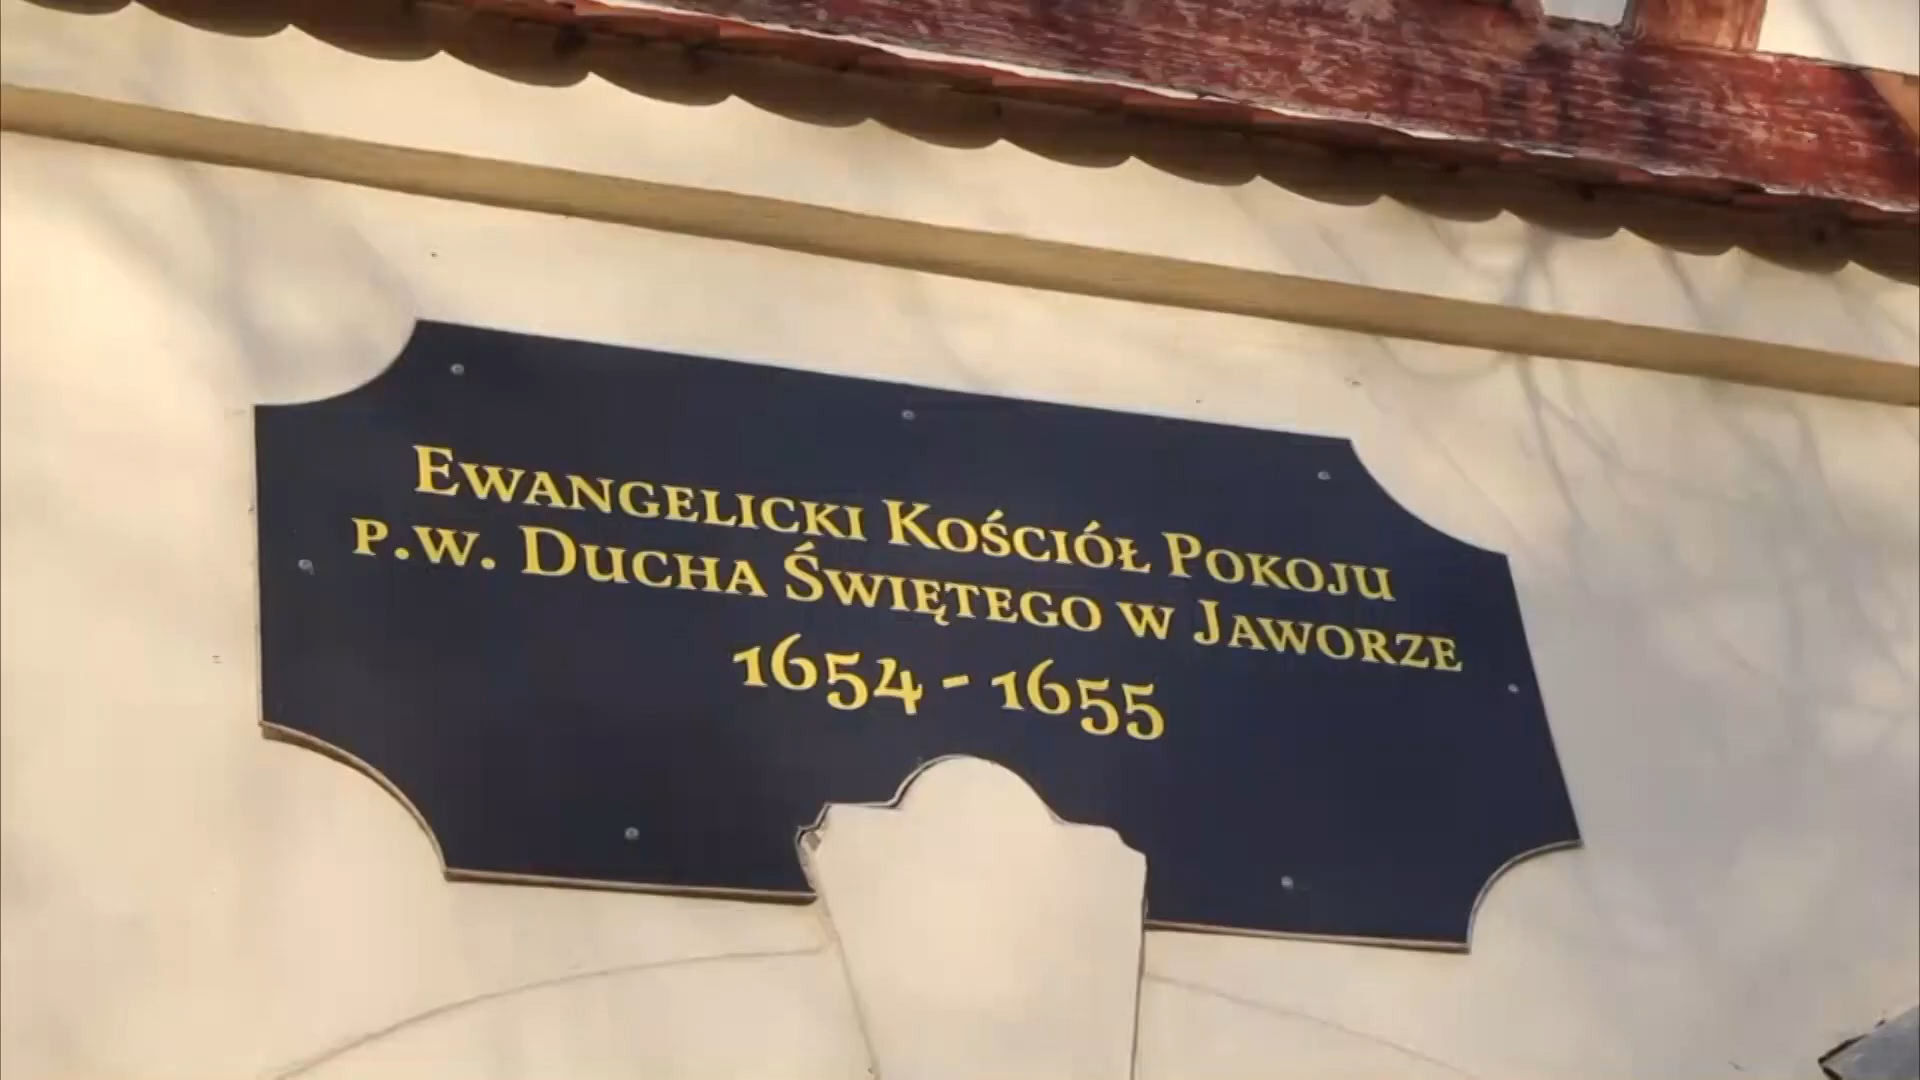 Ewangelicki Kościół Pokoju
p.w. Ducha Świętego w Jaworze
1654 - 1655